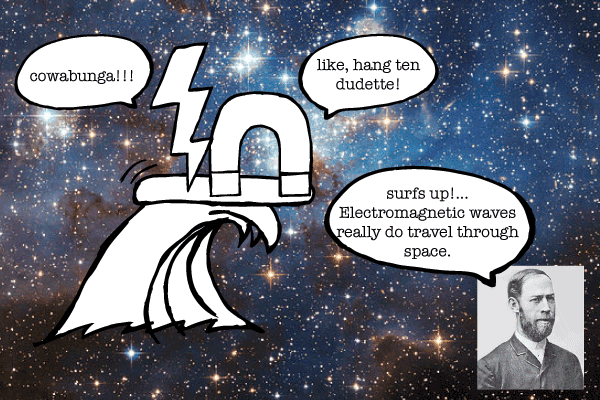 cowabunga!!!
like, hang ten
dudette!
surfs up!...
Electromagnetic waves
really do travel through
space.